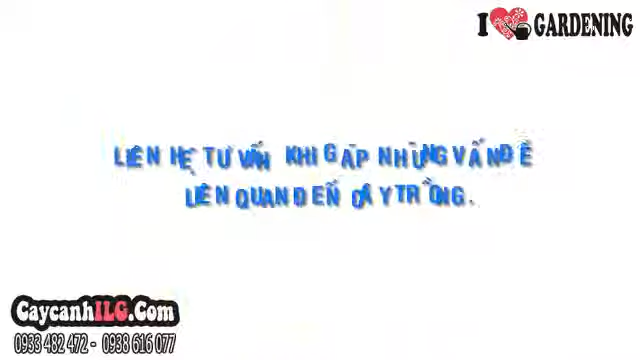 I GARDENING
LIÊN HỆ TƯ VẤN KHI GẶP NHỮNG VẤN ĐỀ
LIÊN QUAN ĐẾN CÂY TRỒNG.
CaycanhILG.Com
0933 482 472 - 0938 616 077